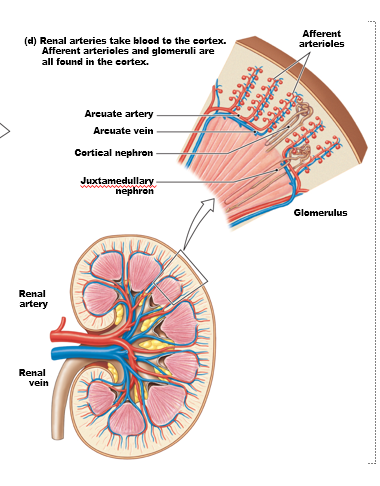 (d) Renal arteries take blood to the cortex.
Afferent arterioles and glomeruli are
all found in the cortex.
Afferent
arterioles
Arcuate artery
Arcuate vein
Cortical nephron
Juxtamedullary
nephron
Glomerulus
Renal
artery
Renal
vein